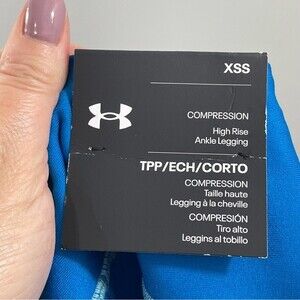 XSS
COMPRESSION
High Rise
Ankle Legging
TPP/ECH/CORTO
COMPRESSION
Taille haute
Legging à la cheville
COMPRESIÓN
Tiro alto
Leggins al tobillo